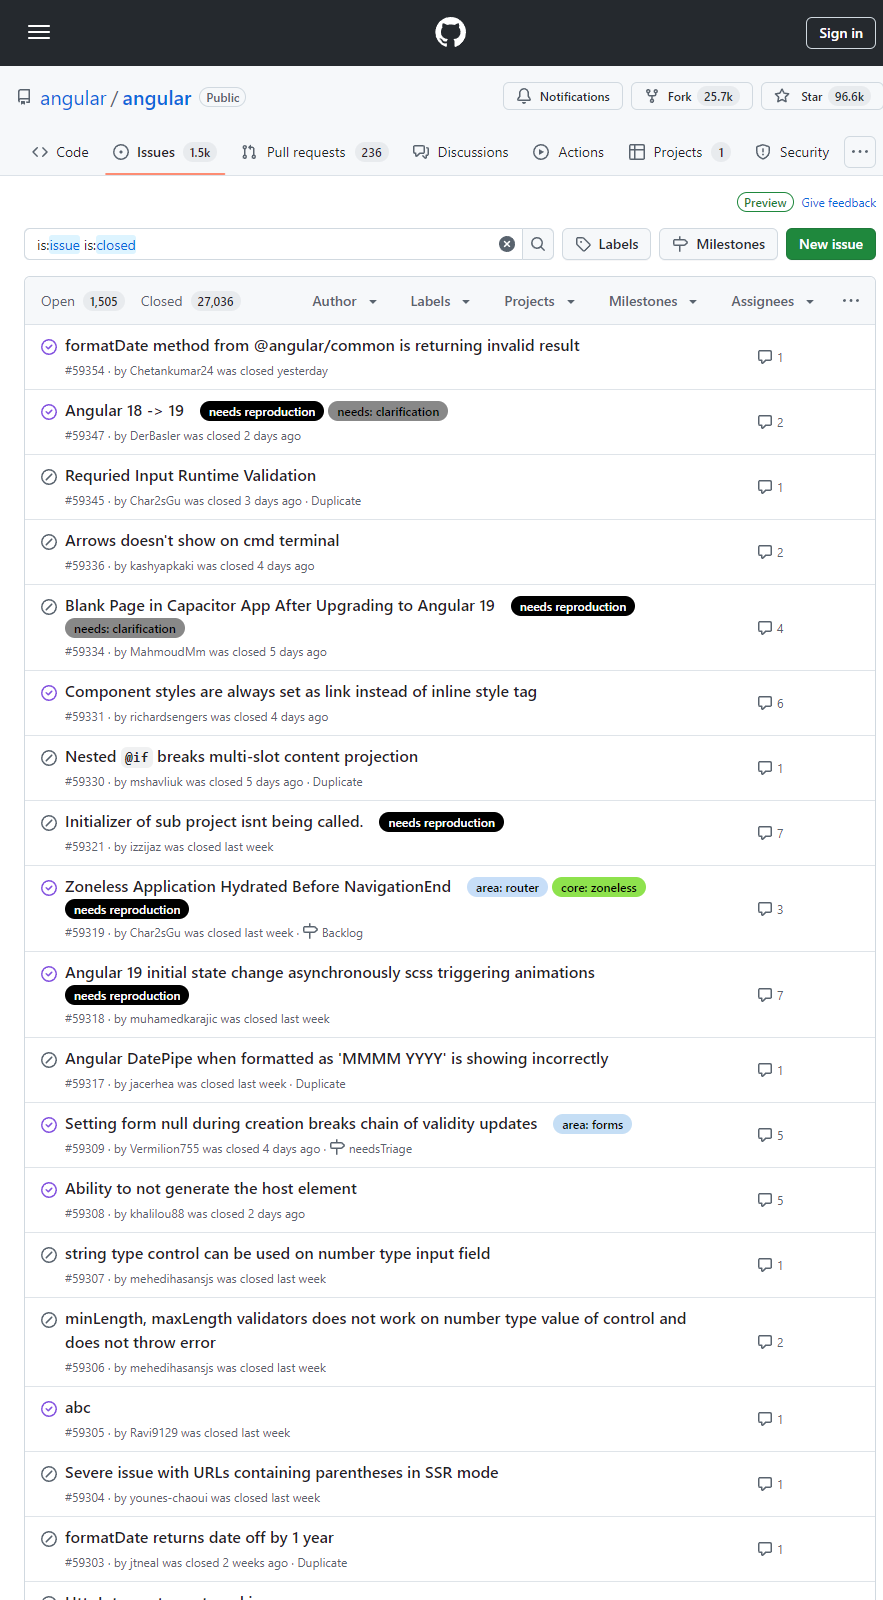 Sign in
angular / angular Public
Notifications Fork 25.7k Star 96.6k
Code Issues 1.5k Pull requests 236 Discussions Actions Projects 1 Security
Preview Give feedback
is:issue is:closed Labels Milestones New issue
Open 1,505 Closed 27,036 Author Labels Projects Milestones Assignees
formatDate method from @angular/common is returning invalid result
1
#59354 · by Chetankumar24 was closed yesterday
Angular 18 -> 19 needs reproduction needs: clarification
2
#59347 · by DerBasler was closed 2 days ago
Requried Input Runtime Validation
1
#59345 · by Char2sGu was closed 3 days ago · Duplicate
Arrows doesn't show on cmd terminal
2
#59336 · by kashyapkaki was closed 4 days ago
Blank Page in Capacitor App After Upgrading to Angular 19 needs reproduction
needs: clarification
4
#59334 · by MahmoudMm was closed 5 days ago
Component styles are always set as link instead of inline style tag
6
#59331 · by richardsengers was closed 4 days ago
Nested @if breaks multi-slot content projection
1
#59330 · by mshavliuk was closed 5 days ago · Duplicate
Initializer of sub project isnt being called. needs reproduction
7
#59321 · by izzijaz was closed last week
Zoneless Application Hydrated Before NavigationEnd area: router core: zoneless
needs reproduction
3
#59319 · by Char2sGu was closed last week · Backlog
Angular 19 initial state change asynchronously scss triggering animations
needs reproduction
7
#59318 · by muhamedkarajic was closed last week
Angular DatePipe when formatted as 'MMMM YYYY' is showing incorrectly
1
#59317 · by jacerhea was closed last week · Duplicate
Setting form null during creation breaks chain of validity updates area: forms
5
#59309 · by Vermilion755 was closed 4 days ago · needsTriage
Ability to not generate the host element
5
#59308 · by khalilou88 was closed 2 days ago
string type control can be used on number type input field
1
#59307 · by mehedihasansjs was closed last week
minLength, maxLength validators does not work on number type value of control and
does not throw error
2
#59306 · by mehedihasansjs was closed last week
abc
1
#59305 · by Ravi9129 was closed last week
Severe issue with URLs containing parentheses in SSR mode
1
#59304 · by younes-chaoui was closed last week
formatDate returns date off by 1 year
1
#59303 · by jtneal was closed 2 weeks ago · Duplicate